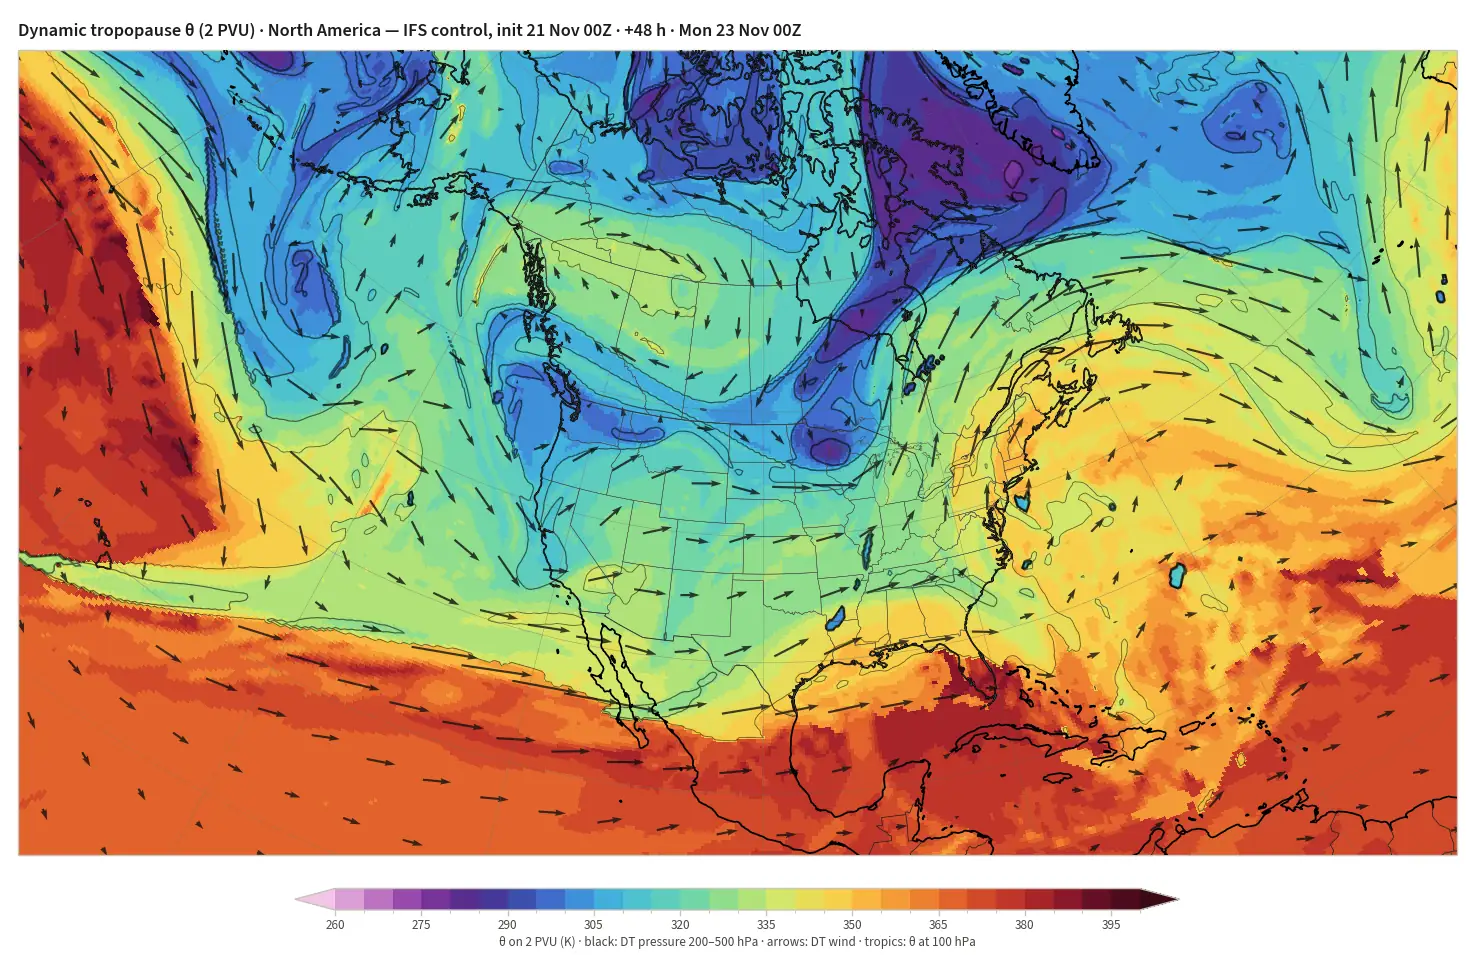 Dynamic tropopause θ (2 PVU) · North America — IFS control, init 21 Nov 00Z · +48 h · Mon 23 Nov 00Z
260 275 290 305 320 335 350 365 380 395
θ on 2 PVU (K) · black: DT pressure 200–500 hPa · arrows: DT wind · tropics: θ at 100 hPa